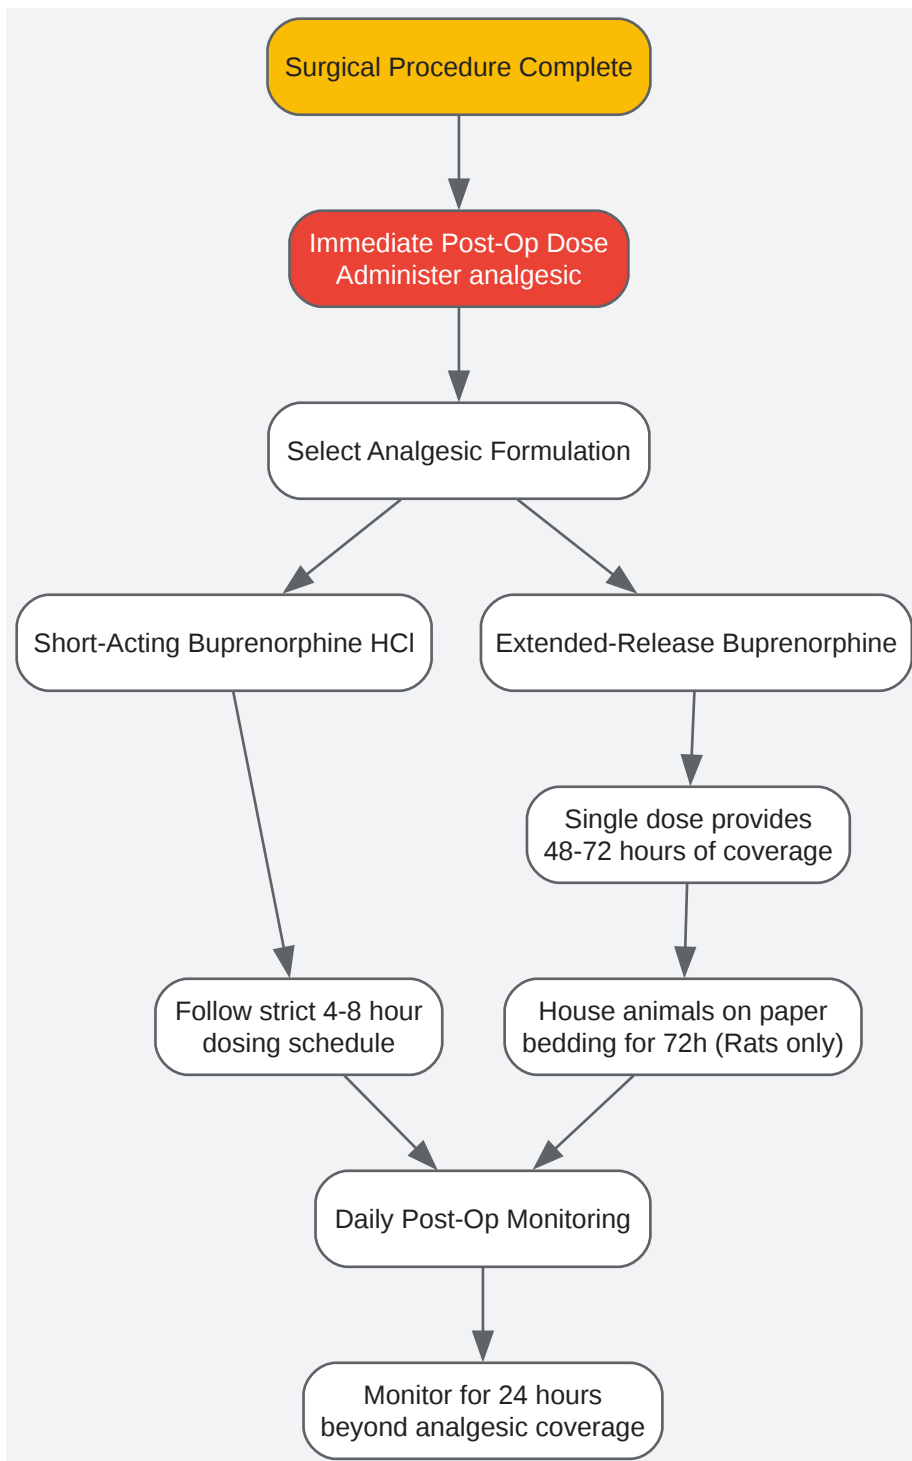 Surgical Procedure Complete
Immediate Post-Op Dose
Administer analgesic
Select Analgesic Formulation
Short-Acting Buprenorphine HCl
Extended-Release Buprenorphine
Single dose provides
48-72 hours of coverage
Follow strict 4-8 hour
dosing schedule
House animals on paper
bedding for 72h (Rats only)
Daily Post-Op Monitoring
Monitor for 24 hours
beyond analgesic coverage